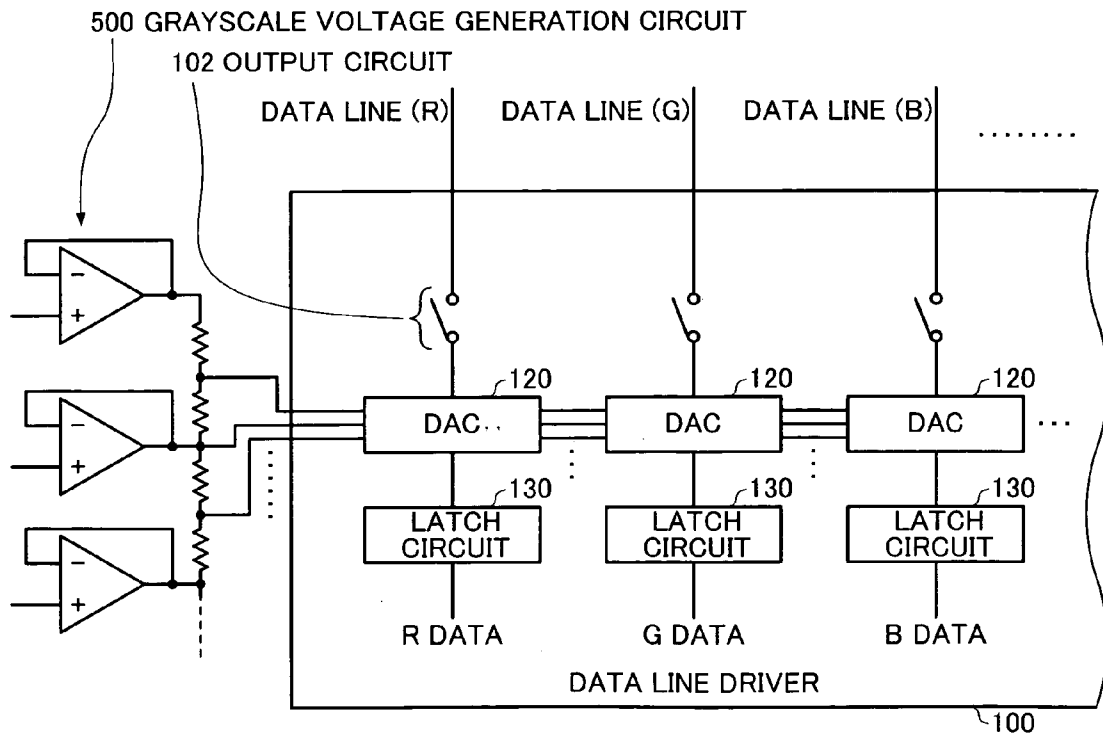 500 GRAYSCALE VOLTAGE GENERATION CIRCUIT
102 OUTPUT CIRCUIT
DATA LINE (R) DATA LINE (G) DATA LINE (B)
−
+
120 120 120
DAC DAC DAC
−
+
130 130 130
LATCH CIRCUIT LATCH CIRCUIT LATCH CIRCUIT
−
+
R DATA G DATA B DATA
DATA LINE DRIVER
100